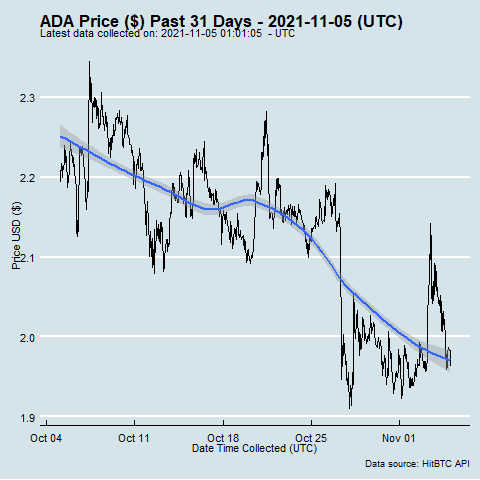 ADA Price ($) Past 31 Days - 2021-11-05 (UTC)
Latest data collected on: 2021-11-05 01:01:05 - UTC
Price USD ($)
2.3
2.2
2.1
2.0
1.9
Oct 04 Oct 11 Oct 18 Oct 25 Nov 01
Date Time Collected (UTC)
Data source: HitBTC API